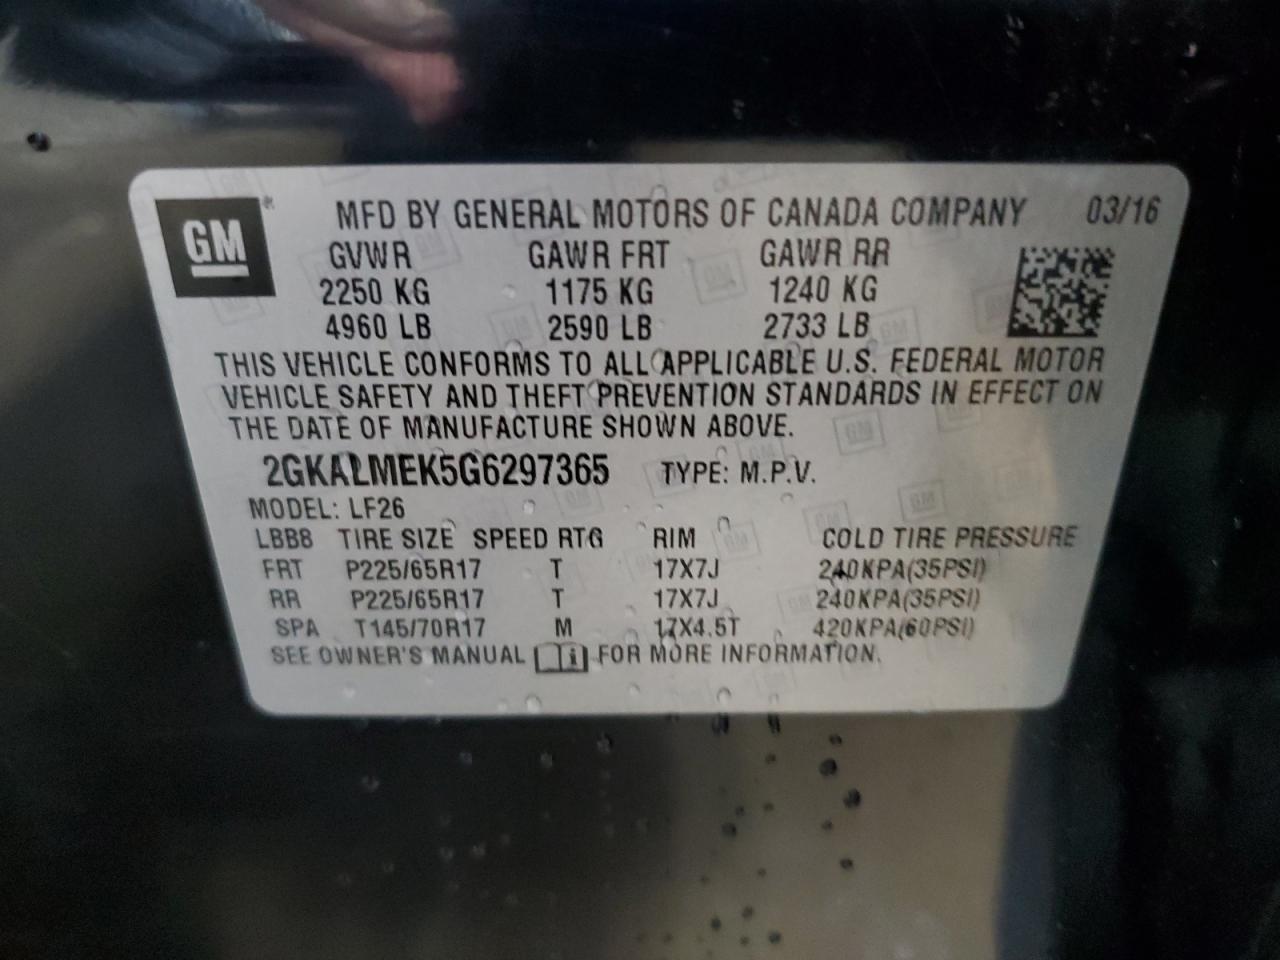 GM
MFD BY GENERAL MOTORS OF CANADA COMPANY 03/16
GVWR GAWR FRT GAWR RR
2250 KG 1175 KG 1240 KG
4960 LB 2590 LB 2733 LB
THIS VEHICLE CONFORMS TO ALL APPLICABLE U.S. FEDERAL MOTOR
VEHICLE SAFETY AND THEFT PREVENTION STANDARDS IN EFFECT ON
THE DATE OF MANUFACTURE SHOWN ABOVE.
2GKALMEK5G6297365 TYPE: M.P.V.
MODEL: LF26
LBB8 TIRE SIZE SPEED RTG RIM COLD TIRE PRESSURE
FRT P225/65R17 T 17X7J 240KPA(35PSI)
RR P225/65R17 T 17X7J 240KPA(35PSI)
SPA T145/70R17 M 17X4.5T 420KPA(60PSI)
SEE OWNER'S MANUAL i FOR MORE INFORMATION.